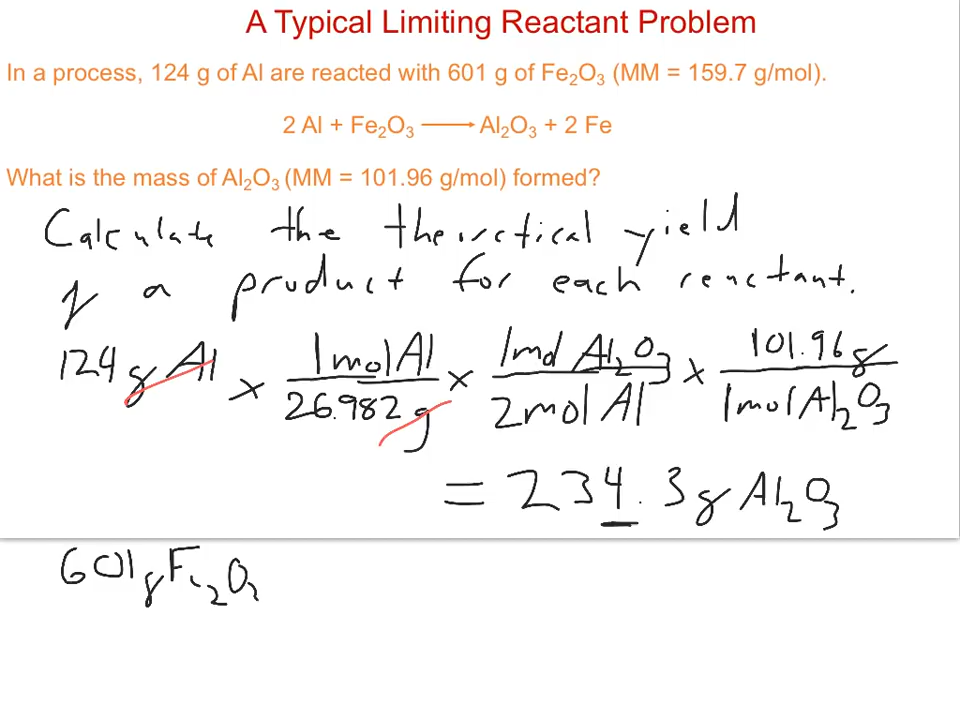 A Typical Limiting Reactant Problem
In a process, 124 g of Al are reacted with 601 g of Fe₂O₃ (MM = 159.7 g/mol).
2 Al + Fe₂O₃ ⟶ Al₂O₃ + 2 Fe
What is the mass of Al₂O₃ (MM = 101.96 g/mol) formed?
Calculate the theoretical yield
of a product for each reactant.
124 g Al × 1 mol Al / 26.982 g × 1 mol Al₂O₃ / 2 mol Al × 101.96 g / 1 mol Al₂O₃
= 234.3 g Al₂O₃
601 g Fe₂O₃